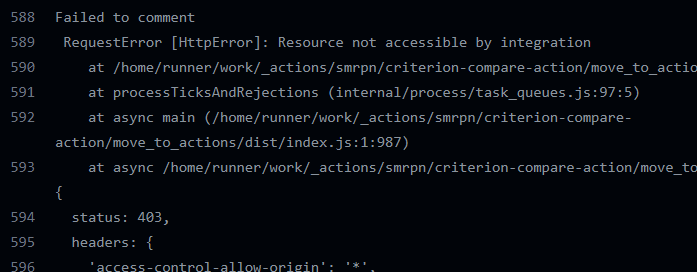 588 Failed to comment
589 RequestError [HttpError]: Resource not accessible by integration
590 at /home/runner/work/_actions/smrpn/criterion-compare-action/move_to_actio
591 at processTicksAndRejections (internal/process/task_queues.js:97:5)
592 at async main (/home/runner/work/_actions/smrpn/criterion-compare-
action/move_to_actions/dist/index.js:1:987)
593 at async /home/runner/work/_actions/smrpn/criterion-compare-action/move_to
{
594 status: 403,
595 headers: {
596 'access-control-allow-origin': '*',